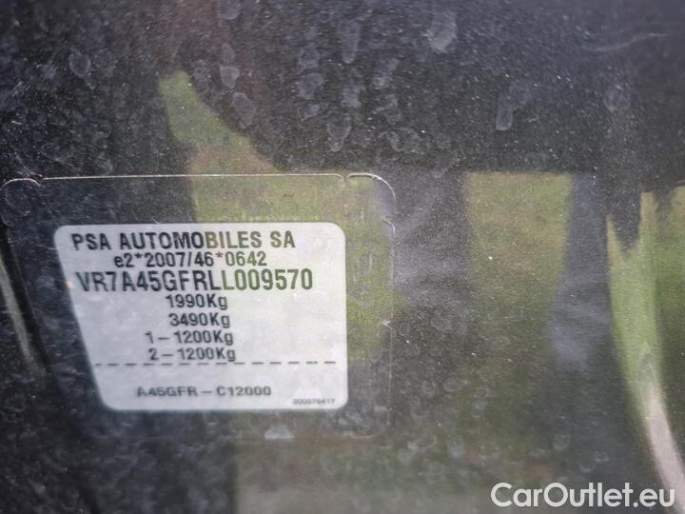 PSA AUTOMOBILES SA
e2*2007/46*0642
VR7A45GFRLL009570
1990Kg
3490Kg
1-1200Kg
2-1200Kg
A45GFR-C12000
CarOutlet.eu